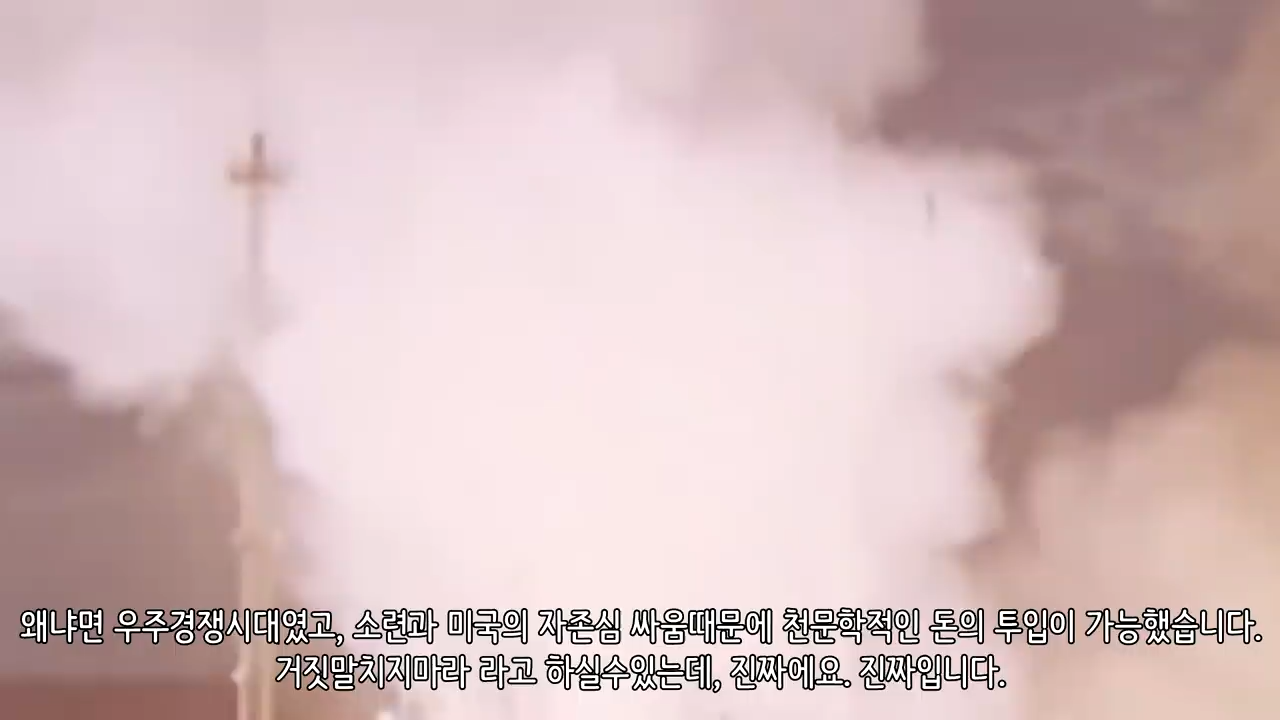 왜냐면 우주경쟁시대였고, 소련과 미국의 자존심 싸움때문에 천문학적인 돈의 투입이 가능했습니다.
거짓말치지마라 라고 하실수있는데, 진짜에요. 진짜입니다.